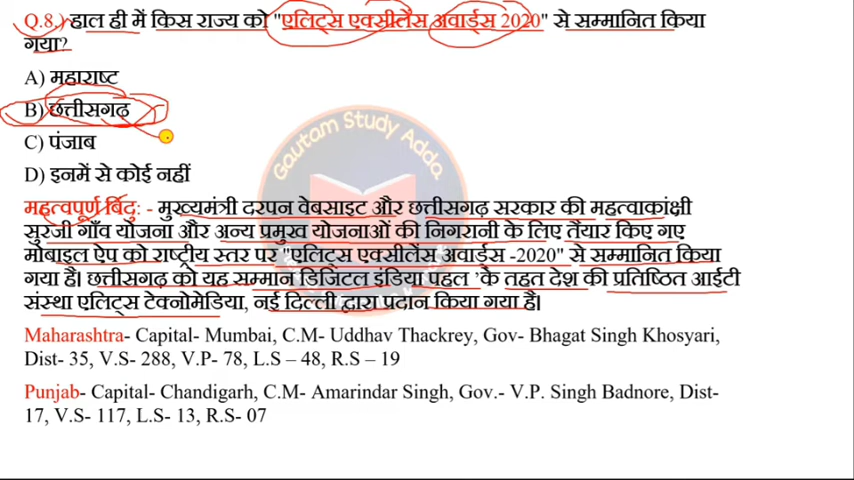 Q.8.) हाल ही में किस राज्य को "एलिट्स एक्सीलेंस अवार्ड्स 2020" से सम्मानित किया
गया?
A) महाराष्ट
B) छत्तीसगढ़
C) पंजाब
D) इनमें से कोई नहीं
Gautam Study Adda
महत्वपूर्ण बिंदु: - मुख्यमंत्री दरपन वेबसाइट और छत्तीसगढ़ सरकार की महत्वाकांक्षी
सुरजी गाँव योजना और अन्य प्रमुख योजनाओं की निगरानी के लिए तैयार किए गए
मोबाइल ऐप को राष्ट्रीय स्तर पर "एलिट्स एक्सीलेंस अवार्ड्स -2020" से सम्मानित किया
गया है। छत्तीसगढ़ को यह सम्मान डिजिटल इंडिया पहल के तहत देश की प्रतिष्ठित आईटी
संस्था एलिट्स टेक्नोमेडिया, नई दिल्ली द्वारा प्रदान किया गया है।
Maharashtra- Capital- Mumbai, C.M- Uddhav Thackrey, Gov- Bhagat Singh Khosyari,
Dist- 35, V.S- 288, V.P- 78, L.S – 48, R.S – 19
Punjab- Capital- Chandigarh, C.M- Amarindar Singh, Gov.- V.P. Singh Badnore, Dist-
17, V.S- 117, L.S- 13, R.S- 07